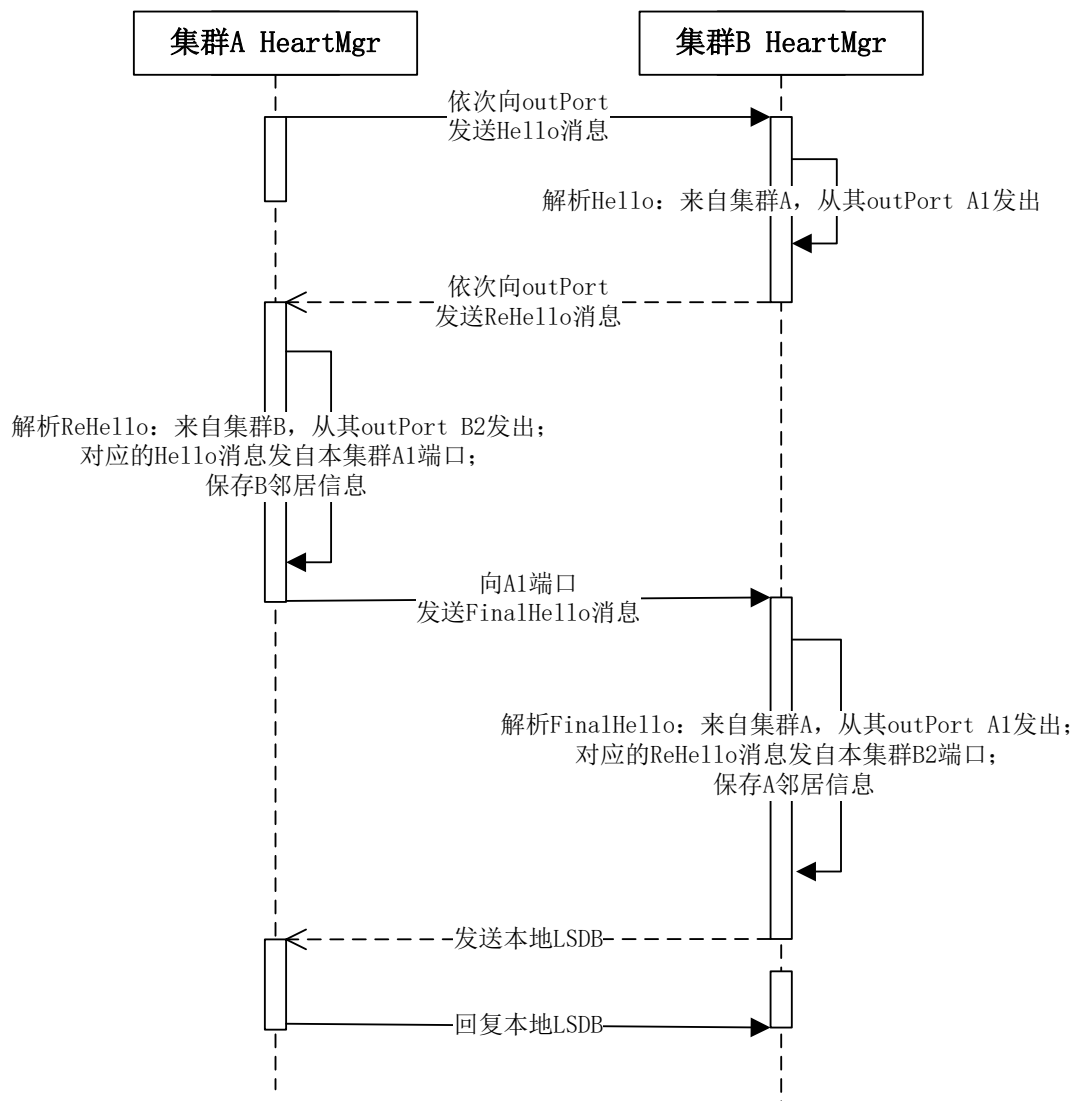 集群A HeartMgr
集群B HeartMgr
依次向outPort
发送Hello消息
解析Hello：来自集群A，从其outPort A1发出
依次向outPort
发送ReHello消息
解析ReHello：来自集群B，从其outPort B2发出；
对应的Hello消息发自本集群A1端口；
保存B邻居信息
向A1端口
发送FinalHello消息
解析FinalHello：来自集群A，从其outPort A1发出；
对应的ReHello消息发自本集群B2端口；
保存A邻居信息
发送本地LSDB
回复本地LSDB